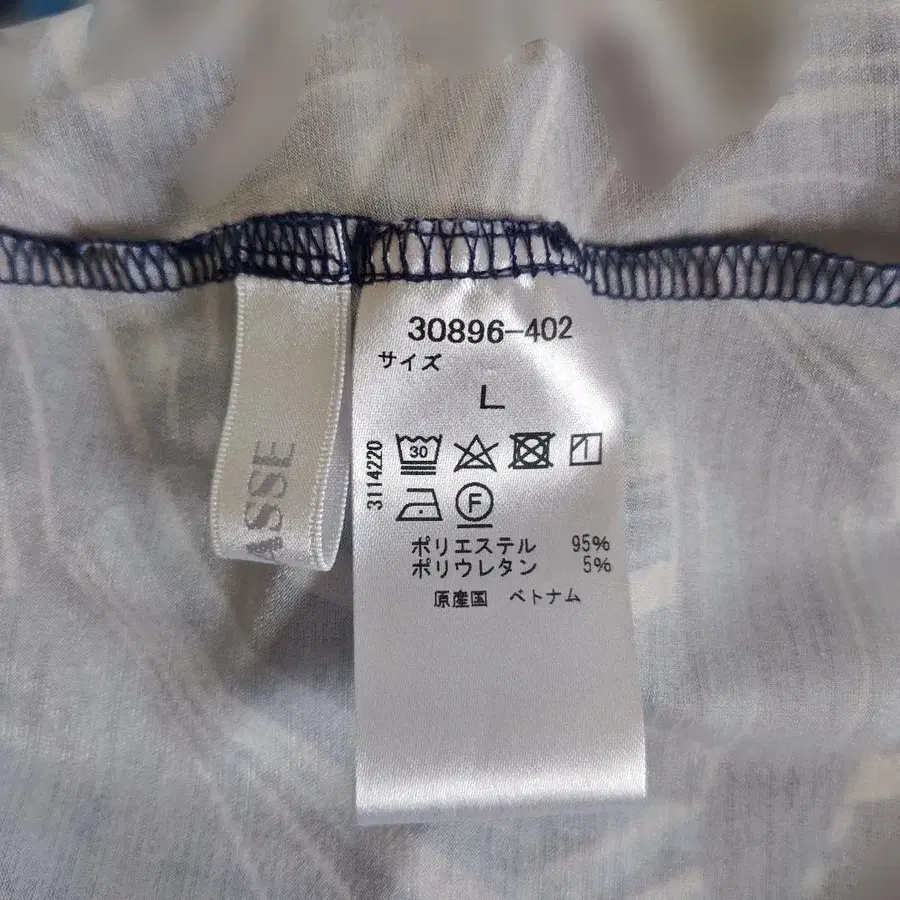 30896-402
サイズ
L
3114220
30
F
ポリエステル 95%
ポリウレタン 5%
原産国 ベトナム
ASSE